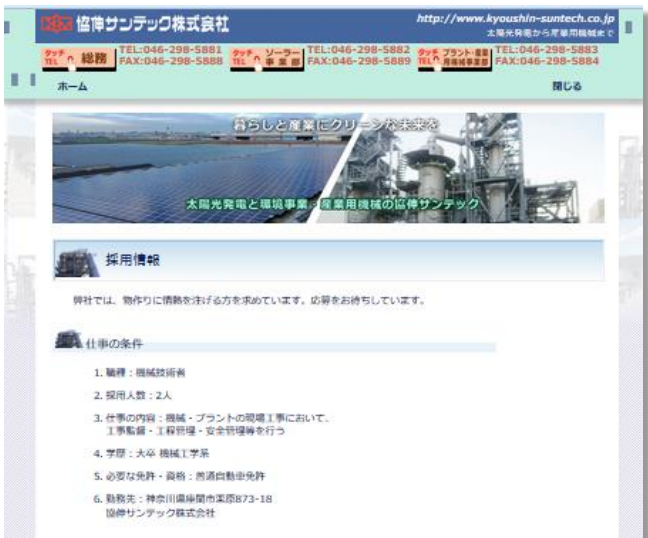 協伸サンテック株式会社
http://www.kyoushin-suntech.co.jp
太陽光発電から産業用機械まで
タッチTEL 総務 TEL:046-298-5881 FAX:046-298-5888
タッチTEL ソーラー事業部 TEL:046-298-5882 FAX:046-298-5889
タッチTEL プラント・産業用機械事業部 TEL:046-298-5883 FAX:046-298-5884
ホーム 閉じる
暮らしと産業にクリーンな未来を
太陽光発電と環境事業・産業用機械の協伸サンテック
採用情報
弊社では、物作りに情熱を注げる方を求めています。応募をお待ちしています。
仕事の条件
1. 職種：機械技術者
2. 採用人数：2人
3. 仕事の内容：機械・プラントの現場工事において、
工事監督・工程管理・安全管理等を行う
4. 学歴：大卒 機械工学系
5. 必要な免許・資格：普通自動車免許
6. 勤務先：神奈川県座間市栗原873-18
協伸サンテック株式会社